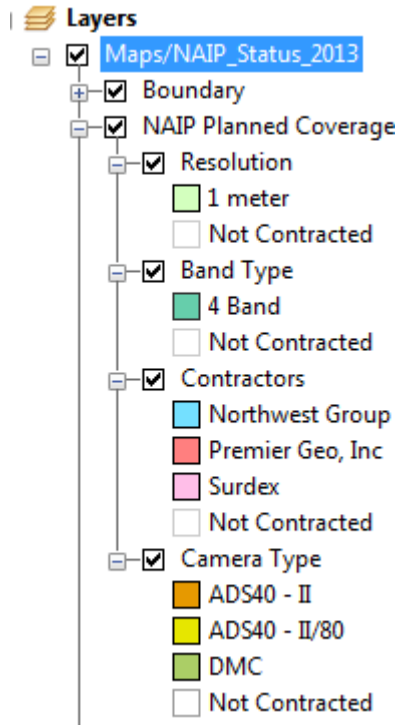 Layers
Maps/NAIP_Status_2013
Boundary
NAIP Planned Coverage
Resolution
1 meter
Not Contracted
Band Type
4 Band
Not Contracted
Contractors
Northwest Group
Premier Geo, Inc
Surdex
Not Contracted
Camera Type
ADS40 - II
ADS40 - II/80
DMC
Not Contracted